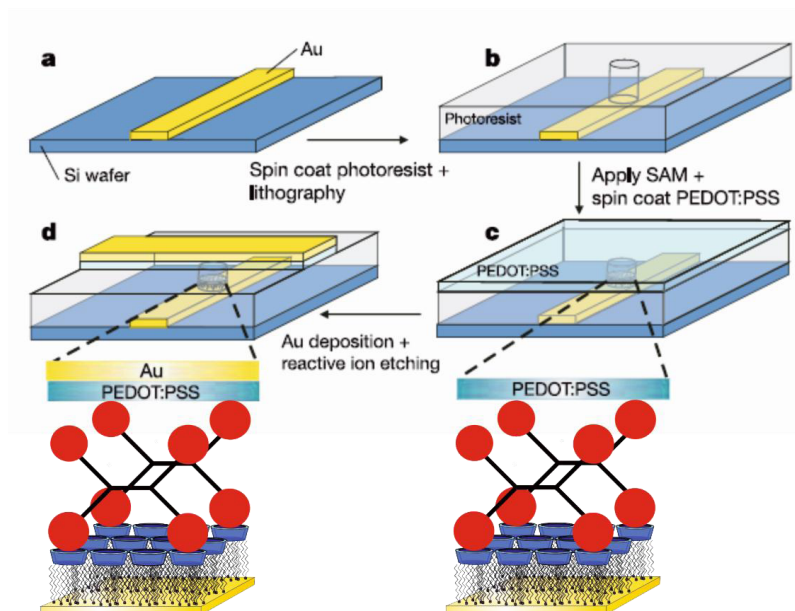 a
Au
Si wafer
Spin coat photoresist +
lithography
b
Photoresist
Apply SAM +
spin coat PEDOT:PSS
c
PEDOT:PSS
PEDOT:PSS
d
Au deposition +
reactive ion etching
Au
PEDOT:PSS